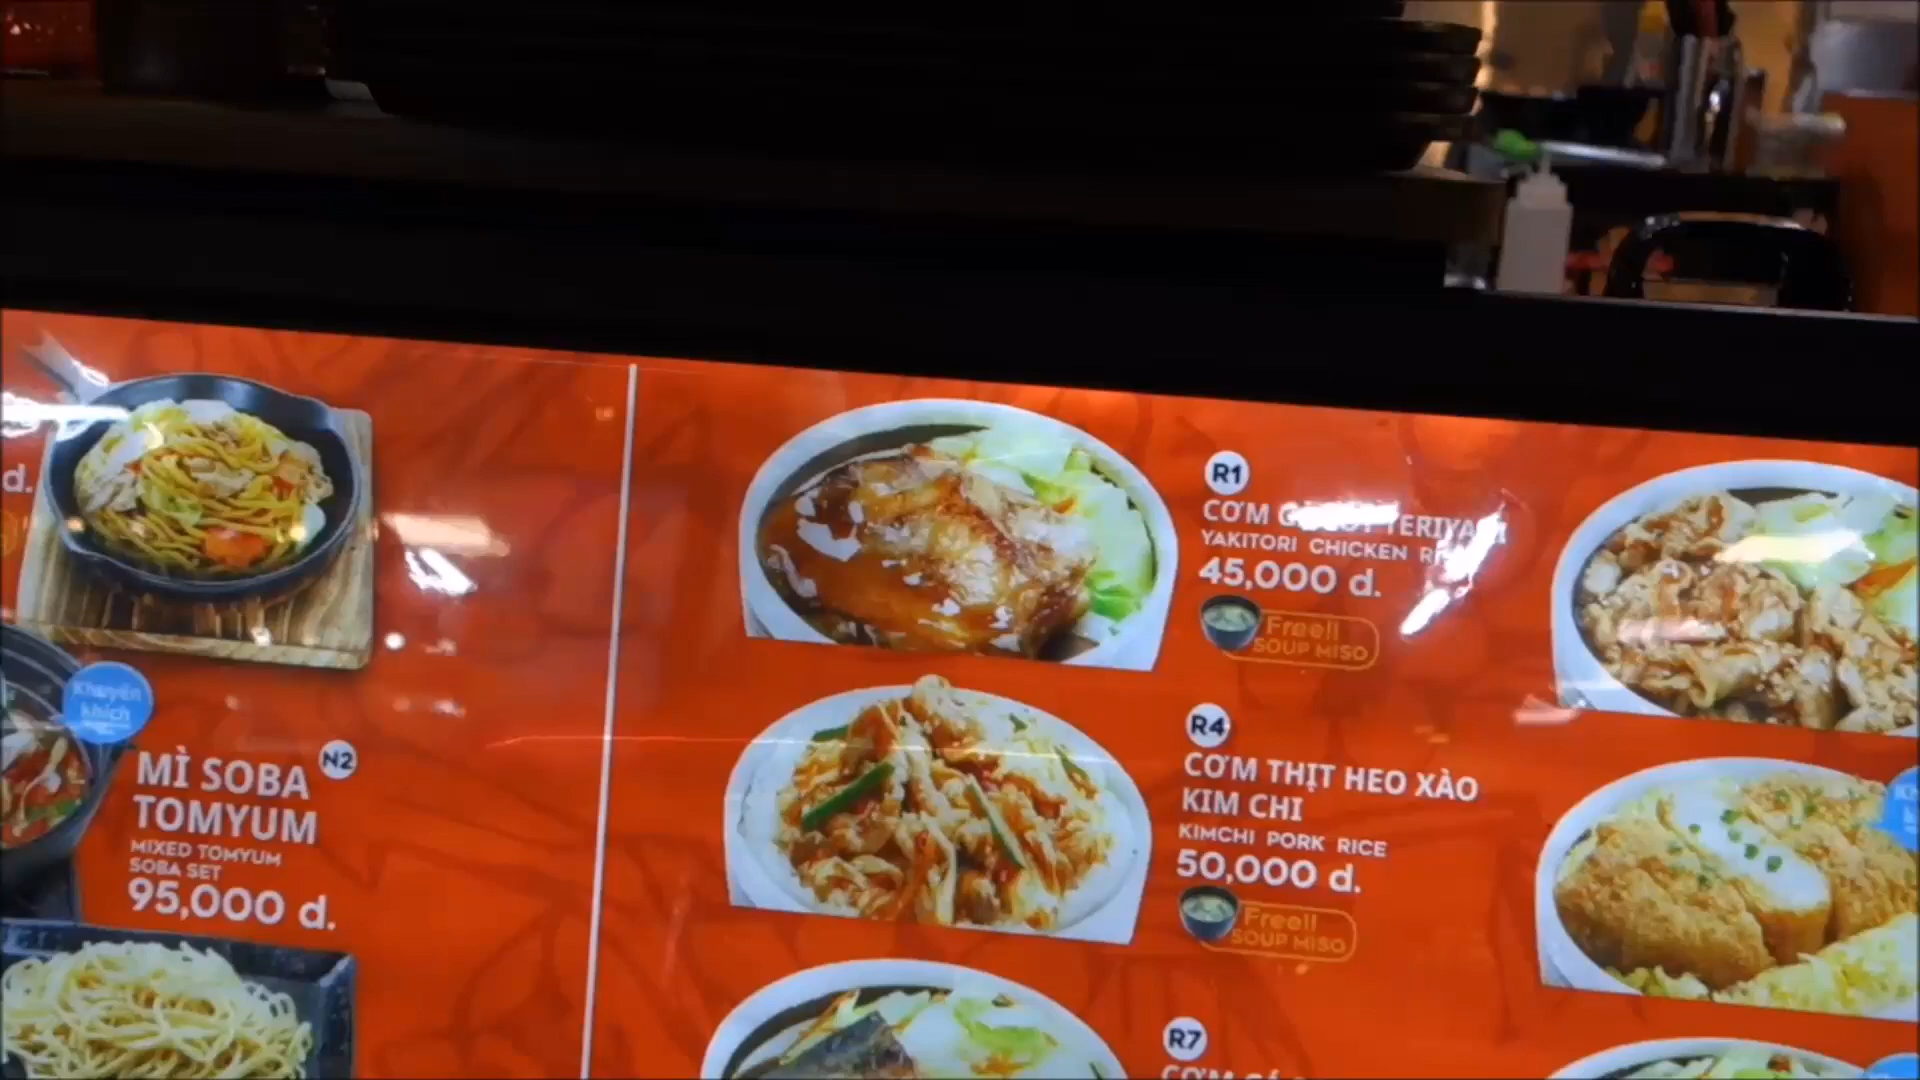 d.
Khuyến
khích
MÌ SOBA
N2
TOMYUM
MIXED TOMYUM
SOBA SET
95,000 d.
R1
CƠM
YAKITORI CHICKEN
45,000 d.
Free!!
SOUP MISO
R4
CƠM THỊT HEO XÀO
KIM CHI
KIMCHI PORK RICE
50,000 d.
Free!!
SOUP MISO
R7
CƠM